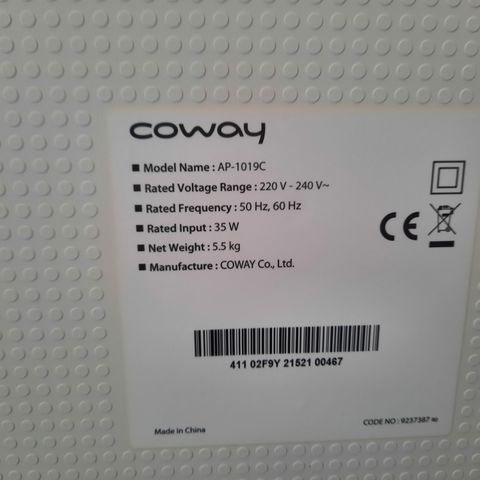 coway
■ Model Name : AP-1019C
■ Rated Voltage Range : 220 V - 240 V~
■ Rated Frequency : 50 Hz, 60 Hz
■ Rated Input : 35 W
■ Net Weight : 5.5 kg
■ Manufacture : COWAY Co., Ltd.
CE
411 02F9Y 21521 00467
Made in China
CODE NO : 9237387